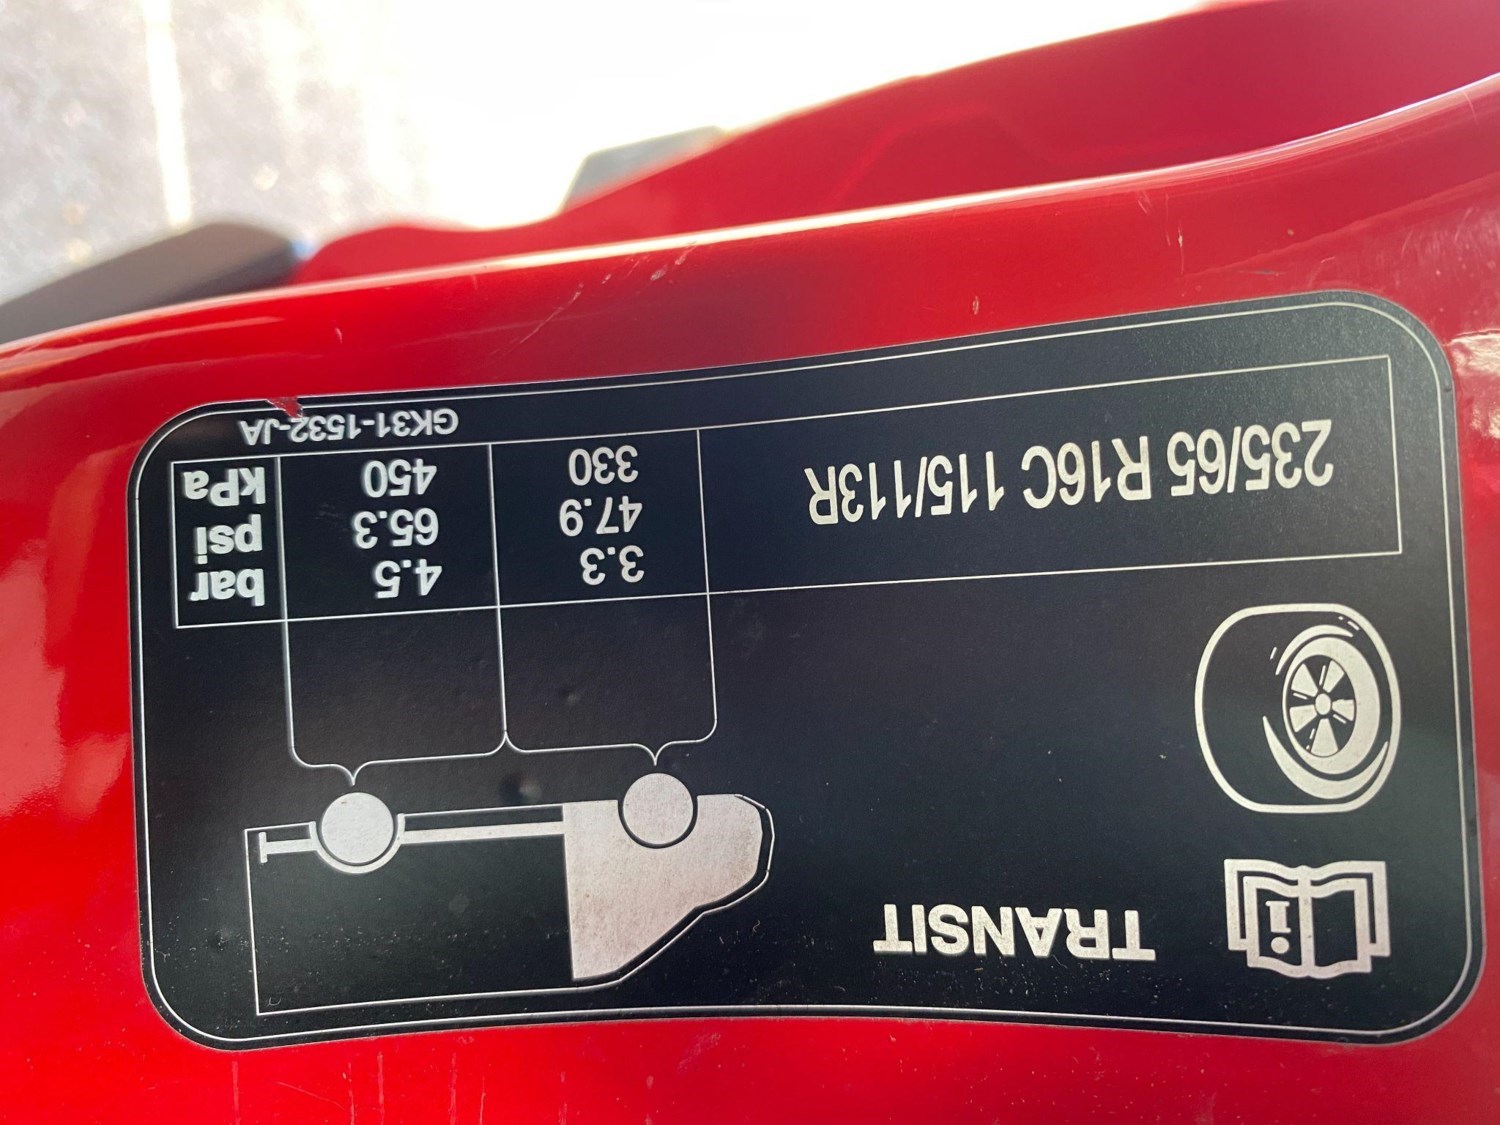 TRANSIT
i
235/65 R16C 115/113R
3.3 4.5 bar
47.9 65.3 psi
330 450 kPa
GK31-1532-JA